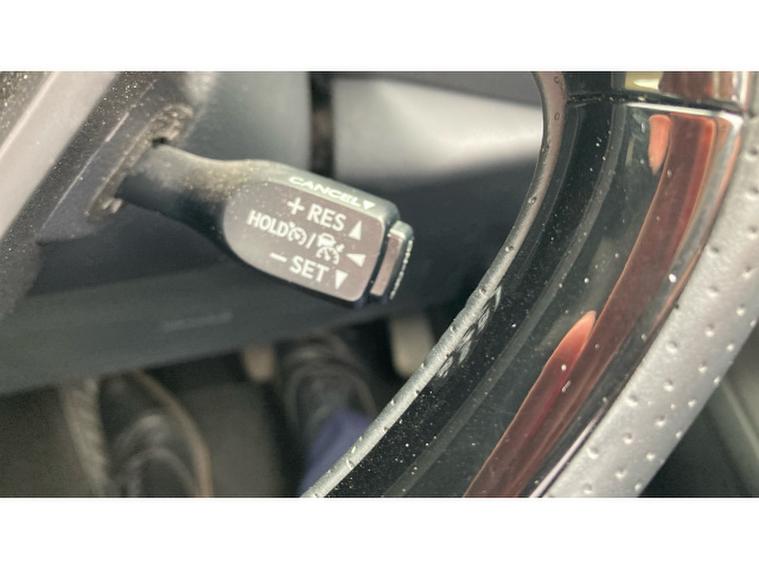 CANCEL▼
+ RES ▲
HOLD / ◀
− SET ▼